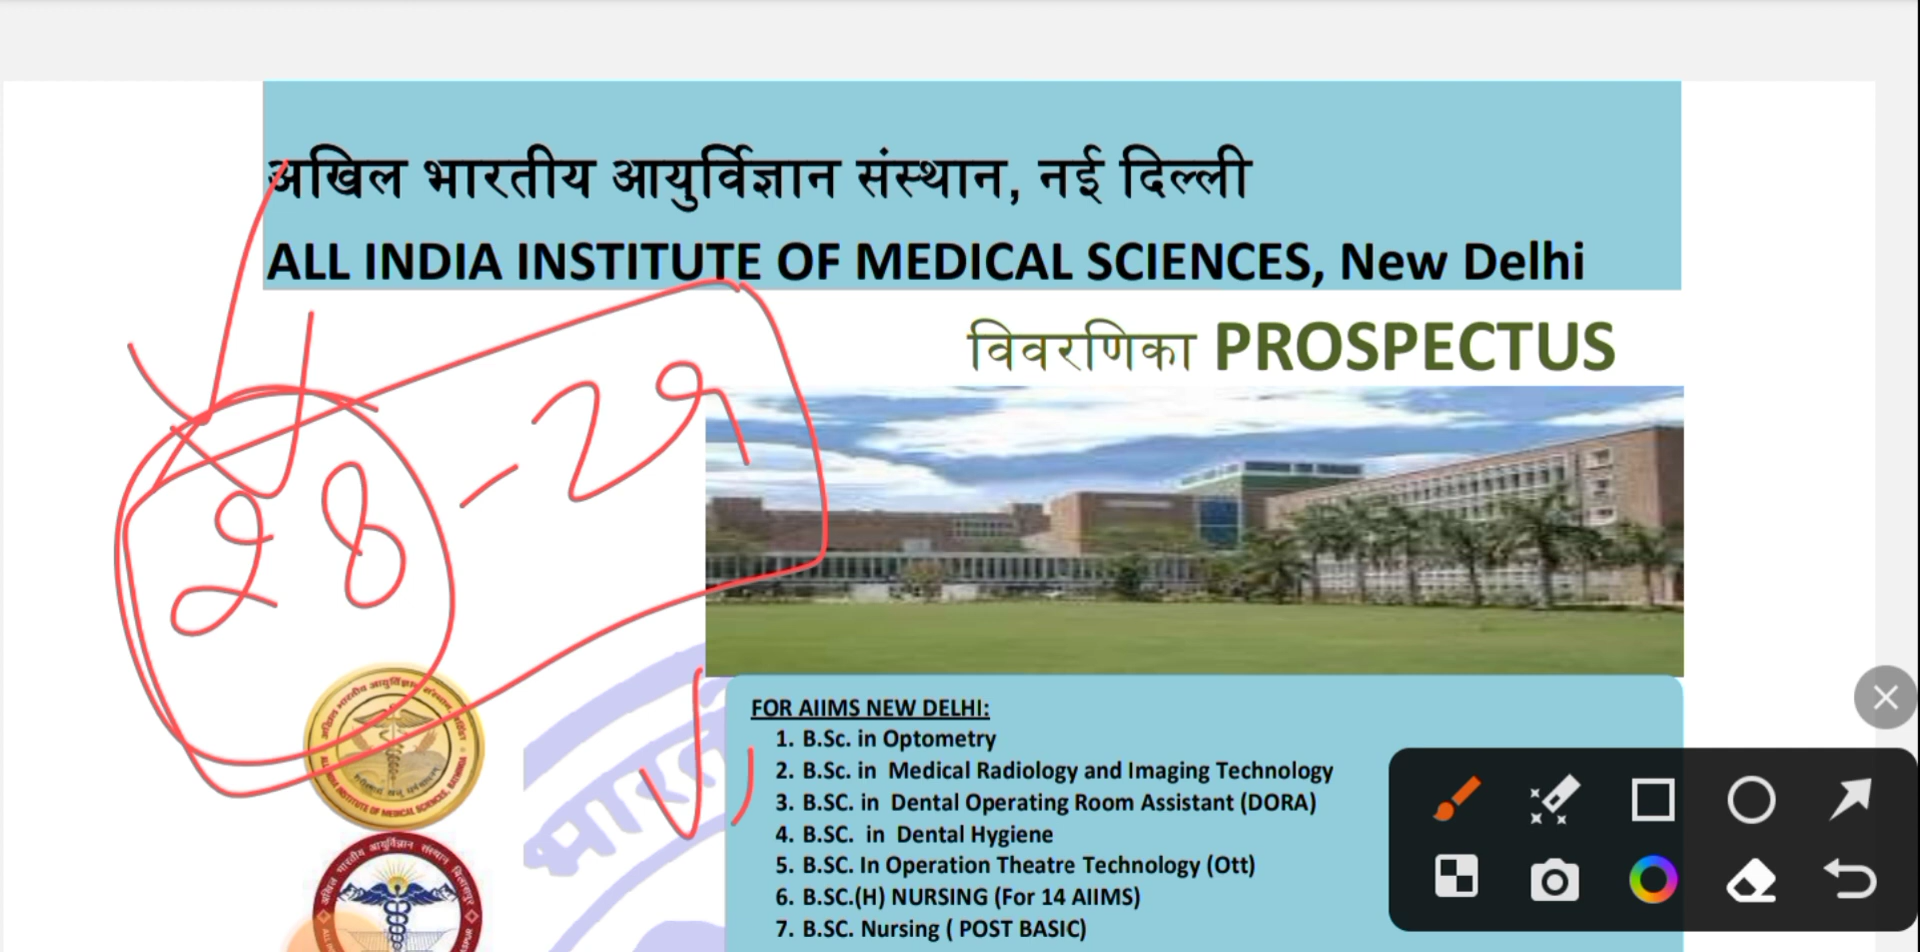 अखिल भारतीय आयुर्विज्ञान संस्थान, नई दिल्ली
ALL INDIA INSTITUTE OF MEDICAL SCIENCES, New Delhi
विवरणिका PROSPECTUS
28 - 29
FOR AIIMS NEW DELHI:
1. B.Sc. in Optometry
2. B.Sc. in Medical Radiology and Imaging Technology
3. B.SC. in Dental Operating Room Assistant (DORA)
4. B.SC. in Dental Hygiene
5. B.SC. In Operation Theatre Technology (Ott)
6. B.SC.(H) NURSING (For 14 AIIMS)
7. B.SC. Nursing ( POST BASIC)